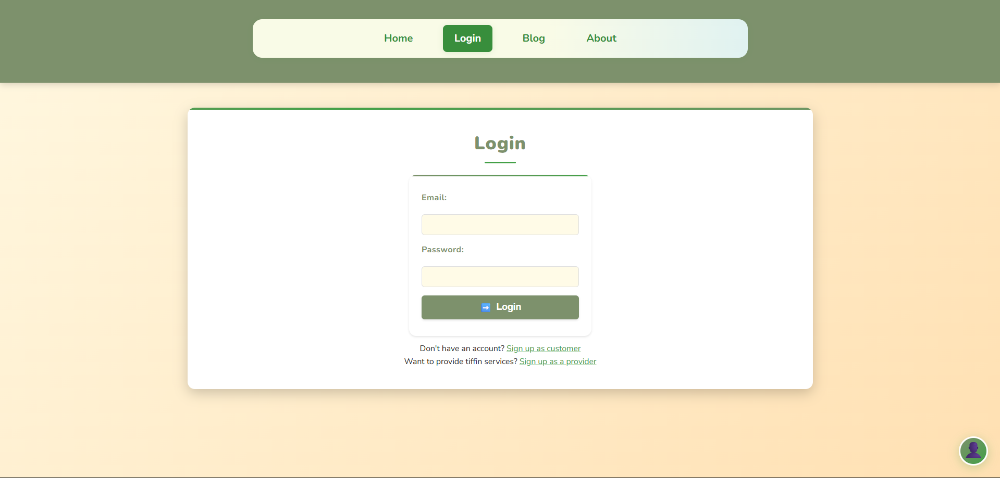 Home Login Blog About
Login
Email:
Password:
Login
Don't have an account? Sign up as customer
Want to provide tiffin services? Sign up as a provider